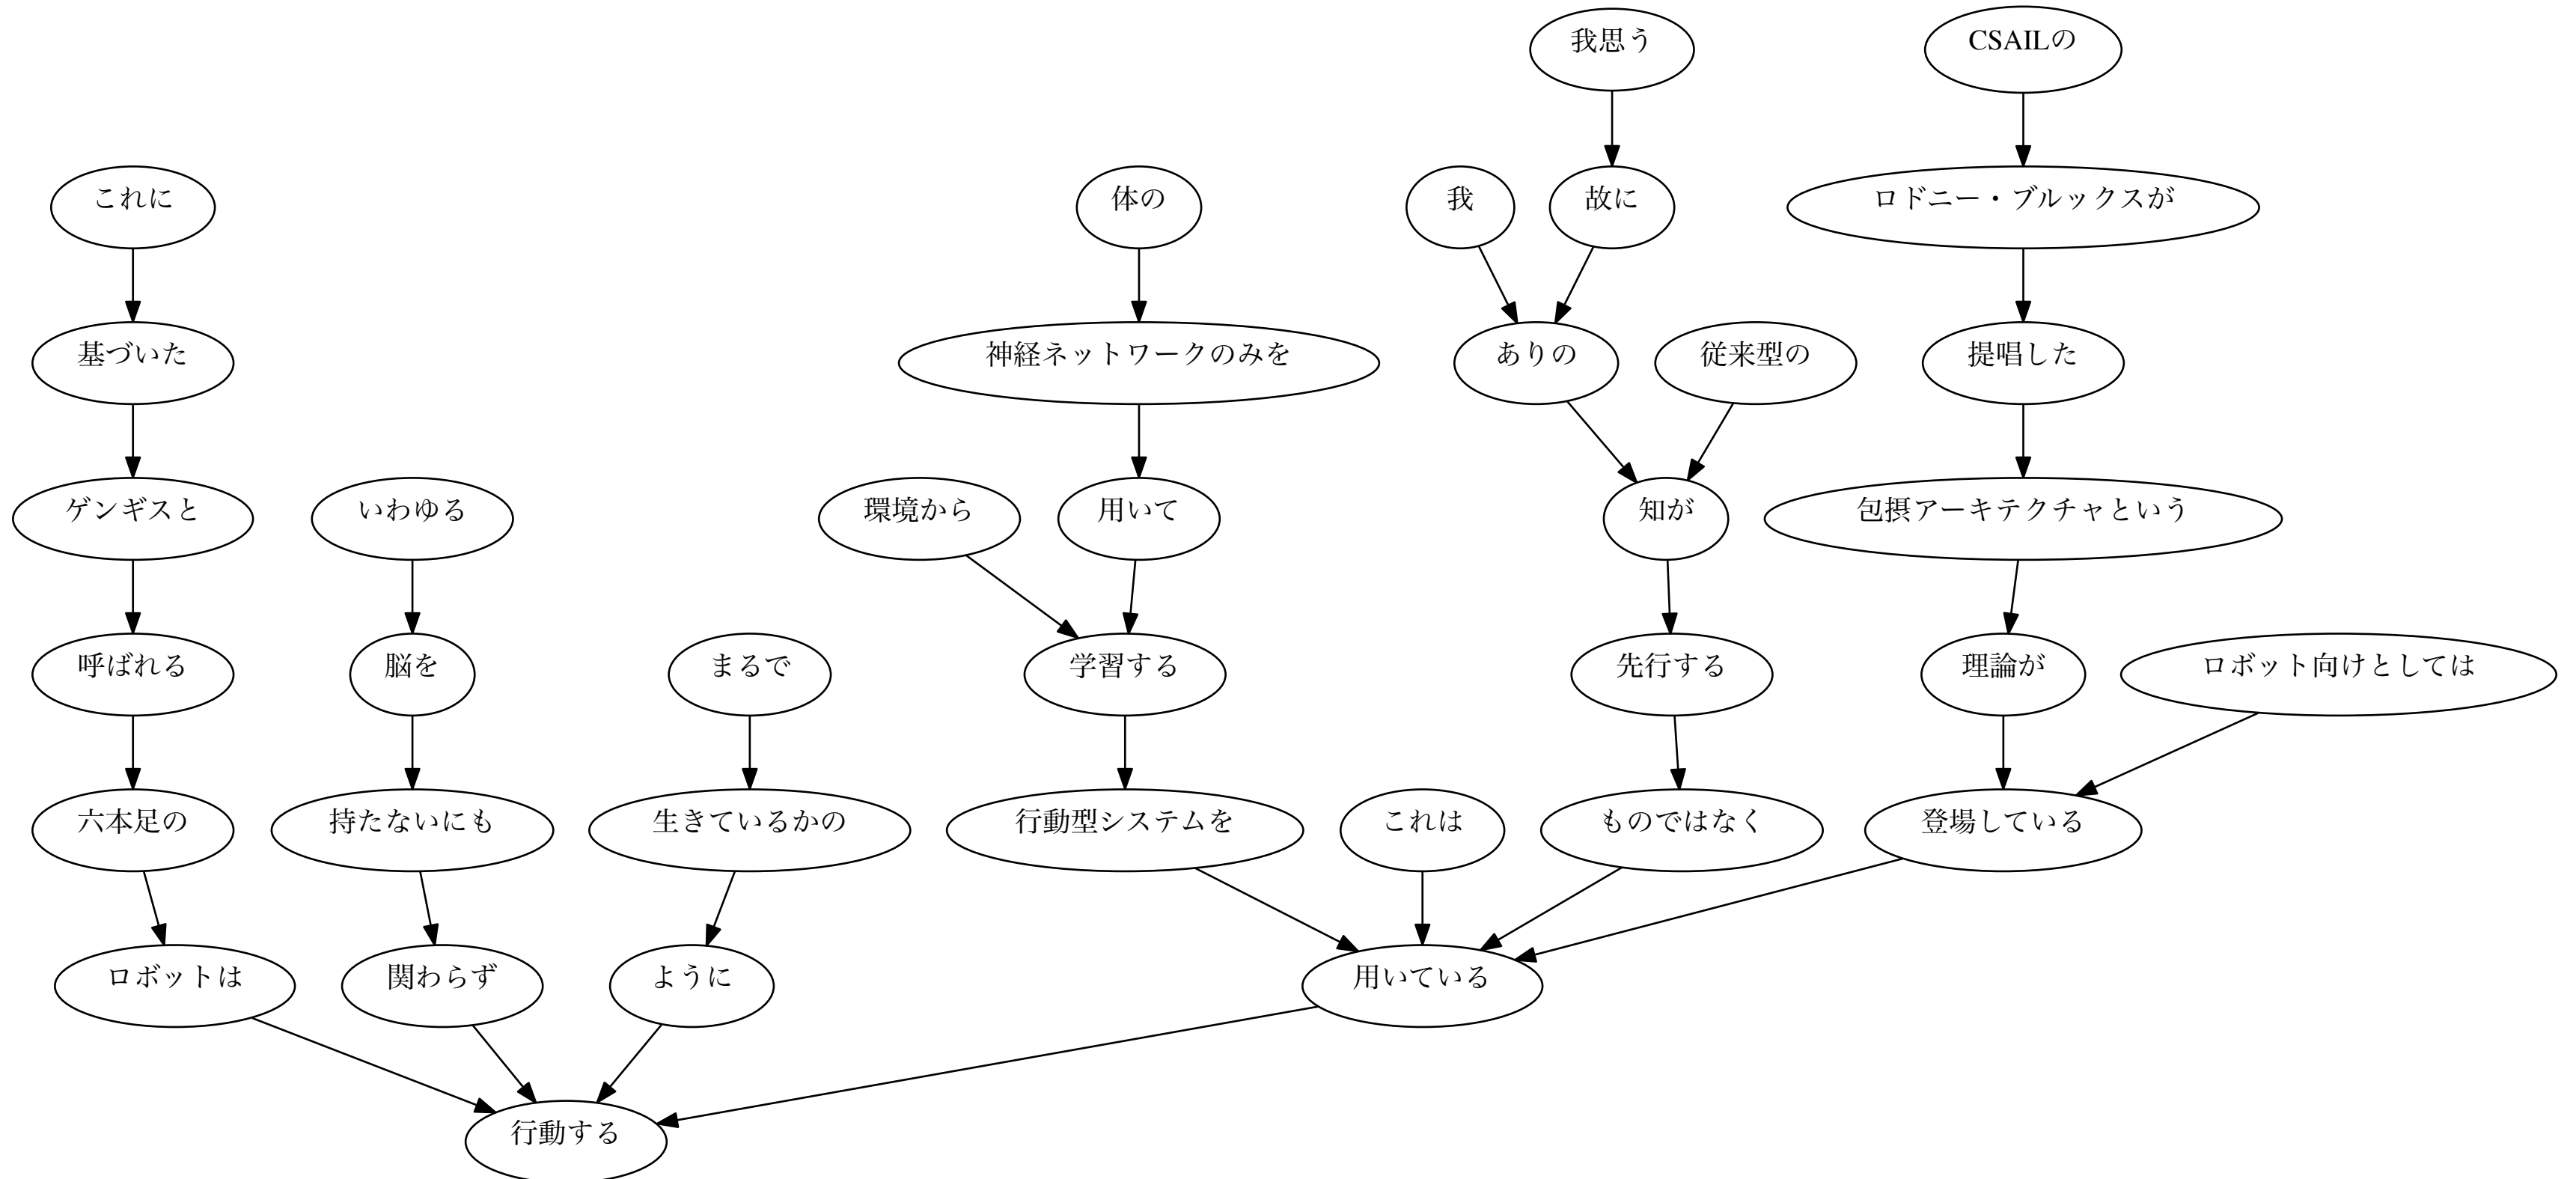 我思う
CSAILの
これに
体の
我
故に
ロドニー・ブルックスが
基づいた
神経ネットワークのみを
ありの
従来型の
提唱した
ゲンギスと
いわゆる
環境から
用いて
知が
包摂アーキテクチャという
呼ばれる
脳を
まるで
学習する
先行する
理論が
ロボット向けとしては
六本足の
持たないにも
生きているかの
行動型システムを
これは
ものではなく
登場している
ロボットは
関わらず
ように
用いている
行動する